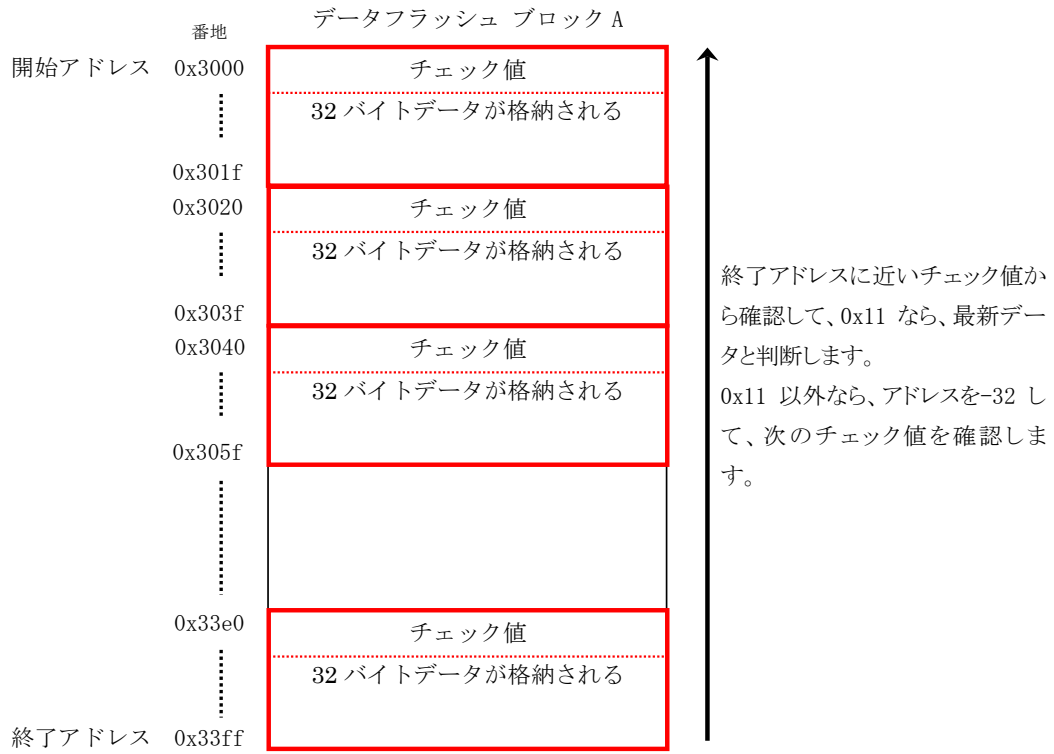 データフラッシュ ブロック A
番地
開始アドレス 0x3000
チェック値
32 バイトデータが格納される
0x301f
0x3020
チェック値
32 バイトデータが格納される
0x303f
0x3040
チェック値
32 バイトデータが格納される
0x305f
0x33e0
チェック値
32 バイトデータが格納される
終了アドレス 0x33ff
終了アドレスに近いチェック値か
ら確認して、0x11 なら、最新デー
タと判断します。
0x11 以外なら、アドレスを-32 し
て、次のチェック値を確認しま
す。